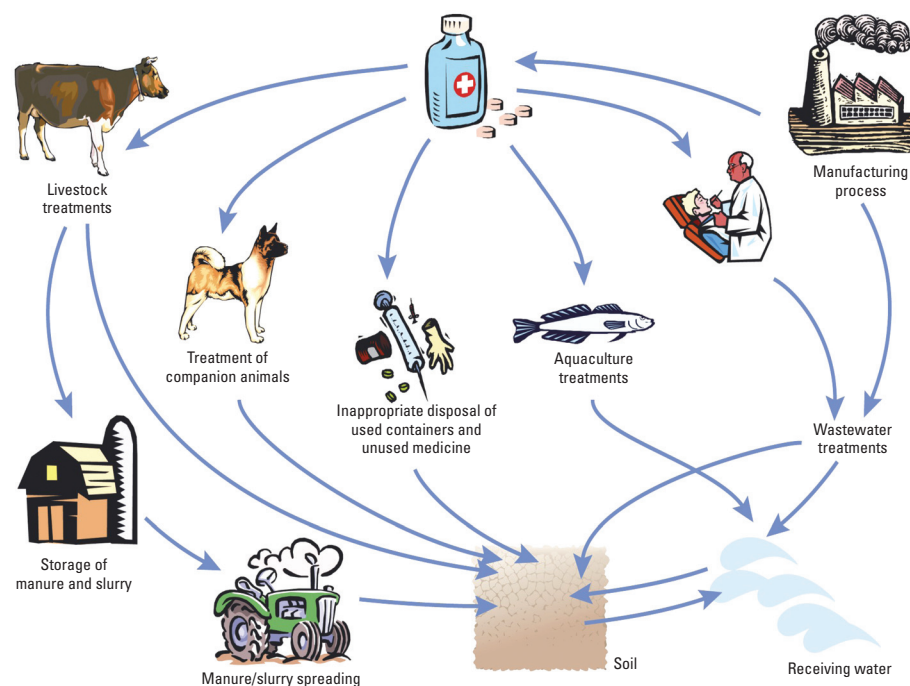 Livestock
treatments
Manufacturing
process
Treatment of
companion animals
Inappropriate disposal of
used containers and
unused medicine
Aquaculture
treatments
Wastewater
treatments
Storage of
manure and slurry
Manure/slurry spreading
Soil
Receiving water